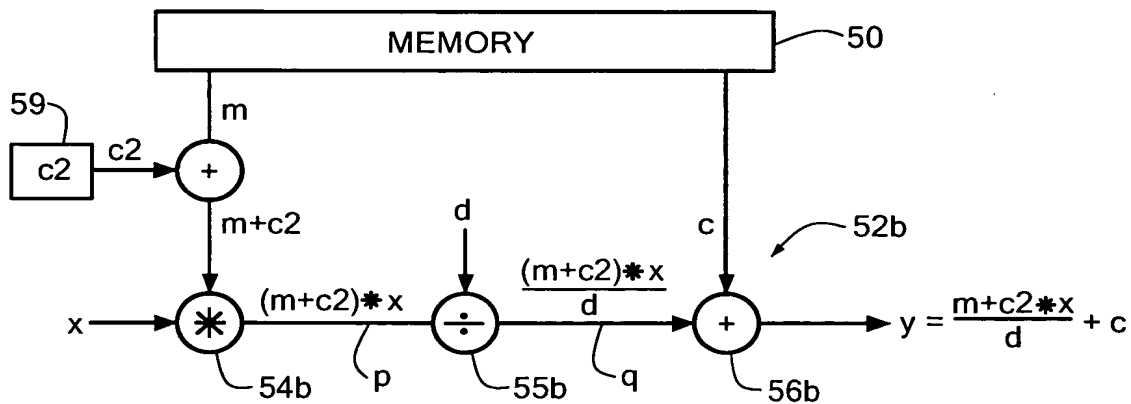 MEMORY
50
59
m
c2
c2
+
m+c2
d
c
52b
(m+c2)*x
(m+c2)*x
d
x
*
÷
+
y = m+c2*x
d
+ c
54b
p
55b
q
56b